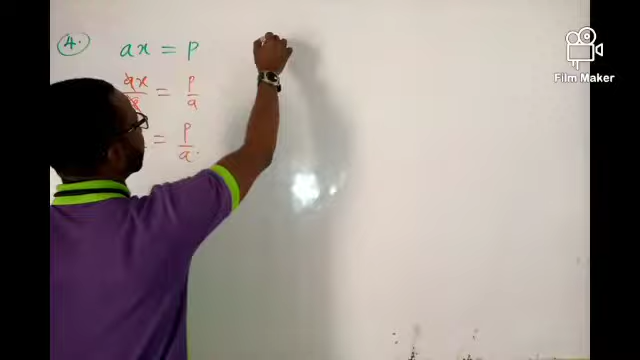 4. ax = p
ax/a = p/a
= p/a.
Film Maker